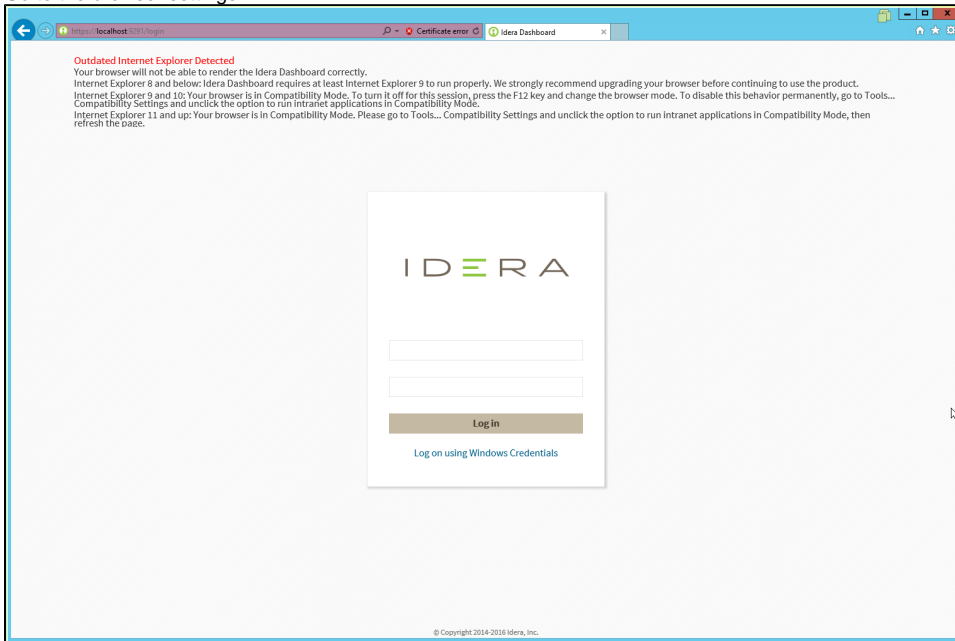 https://localhost:9291/login
Certificate error
Idera Dashboard
Outdated Internet Explorer Detected
Your browser will not be able to render the Idera Dashboard correctly.
Internet Explorer 8 and below: Idera Dashboard requires at least Internet Explorer 9 to run properly. We strongly recommend upgrading your browser before continuing to use the product.
Internet Explorer 9 and 10: Your browser is in Compatibility Mode. To turn it off for this session, press the F12 key and change the browser mode. To disable this behavior permanently, go to Tools...
Compatibility Settings and unclick the option to run intranet applications in Compatibility Mode.
Internet Explorer 11 and up: Your browser is in Compatibility Mode. Please go to Tools... Compatibility Settings and unclick the option to run intranet applications in Compatibility Mode, then
refresh the page.
IDERA
Log in
Log on using Windows Credentials
© Copyright 2014-2016 Idera, Inc.